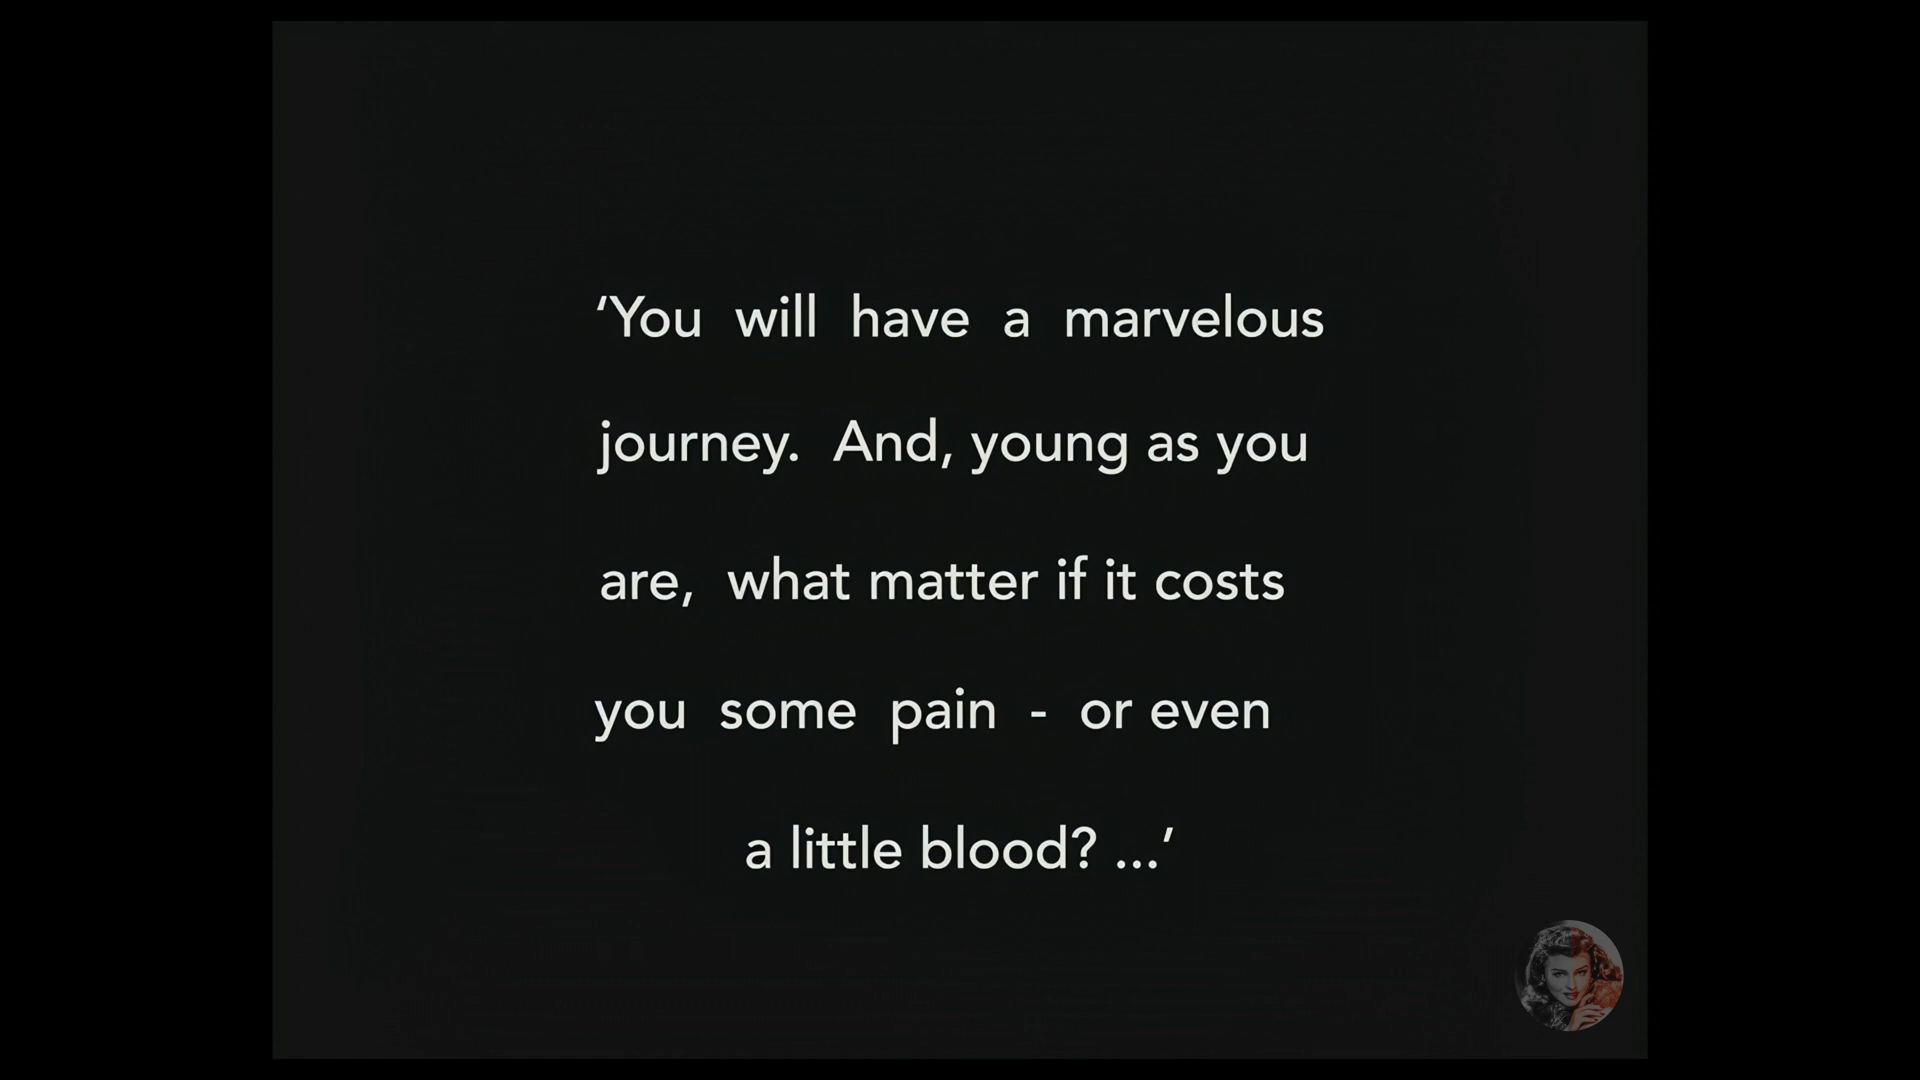 ‘You will have a marvelous
journey. And, young as you
are, what matter if it costs
you some pain - or even
a little blood? ...’